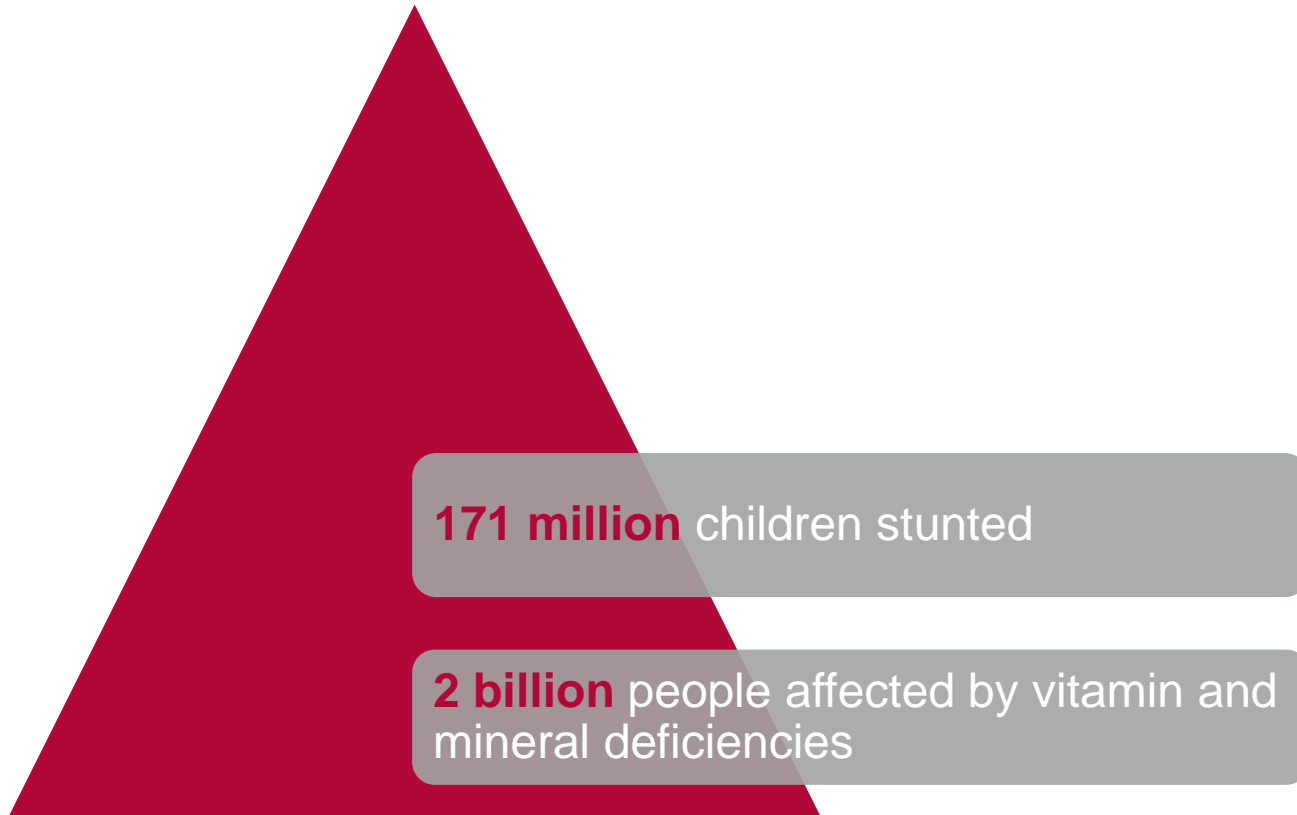 171 million children stunted
2 billion people affected by vitamin and
mineral deficiencies